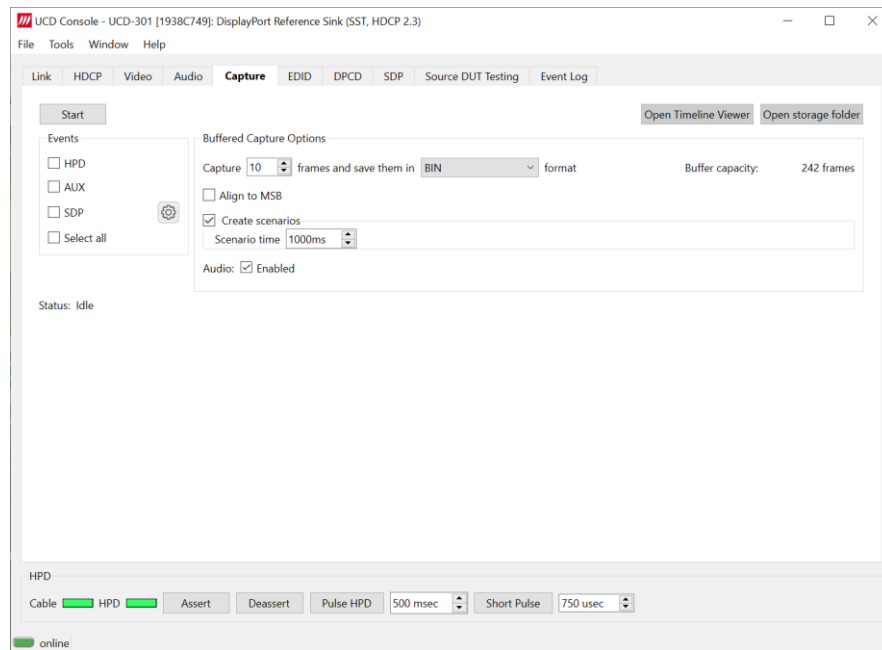 UCD Console - UCD-301 [1938C749]: DisplayPort Reference Sink (SST, HDCP 2.3)
File Tools Window Help
Link HDCP Video Audio Capture EDID DPCD SDP Source DUT Testing Event Log
Start Open Timeline Viewer Open storage folder
Events Buffered Capture Options
HPD
Capture 10 frames and save them in BIN format Buffer capacity: 242 frames
AUX
Align to MSB
SDP
Create scenarios
Select all
Scenario time 1000ms
Audio: Enabled
Status: Idle
HPD
Cable HPD Assert Deassert Pulse HPD 500 msec Short Pulse 750 usec
online